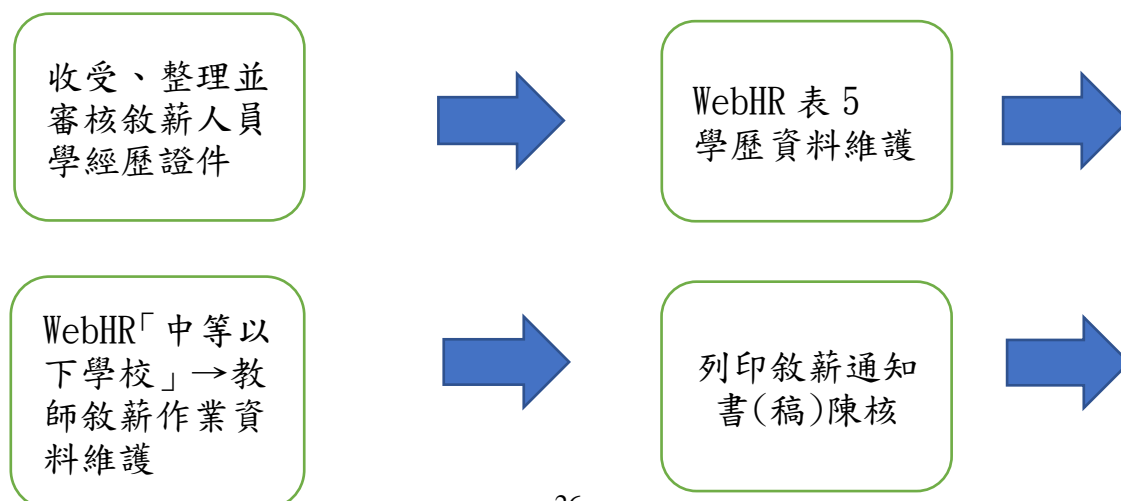 收受、整理並
審核敘薪人員
學經歷證件
WebHR 表 5
學歷資料維護
WebHR「中等以
下學校」→教
師敘薪作業資
料維護
列印敘薪通知
書(稿)陳核